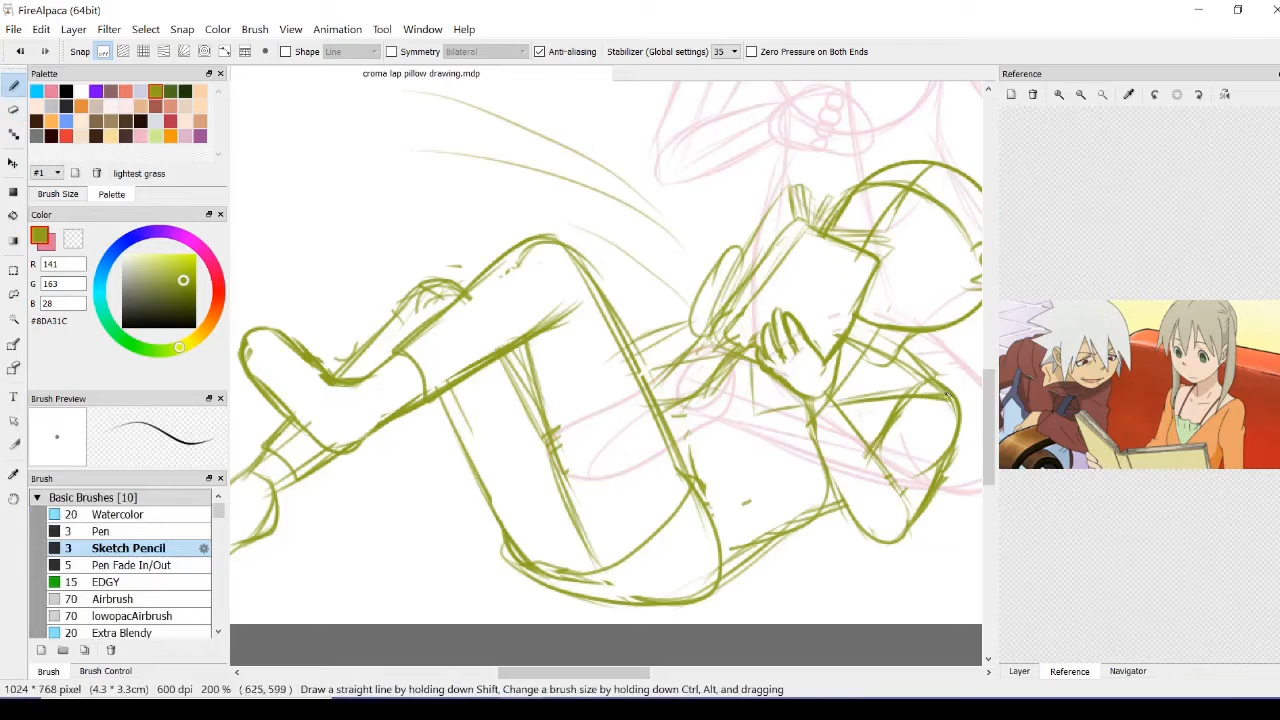 FireAlpaca (64bit)
File Edit Layer Filter Select Snap Color Brush View Animation Tool Window Help
Snap off Shape Line Symmetry Bilateral Anti-aliasing Stabilizer (Global settings) 35 Zero Pressure on Both Ends
Palette
croma lap pillow drawing.mdp
Reference
#1 lightest grass
Brush Size Palette
Color
R 141
G 163
B 28
#8DA31C
Brush Preview
Brush
Basic Brushes [10]
20 Watercolor
3 Pen
3 Sketch Pencil
5 Pen Fade In/Out
15 EDGY
70 Airbrush
70 lowopacAirbrush
20 Extra Blendy
Brush Brush Control
Layer Reference Navigator
1024 * 768 pixel (4.3 * 3.3cm) 600 dpi 200 % ( 625, 599 ) Draw a straight line by holding down Shift, Change a brush size by holding down Ctrl, Alt, and dragging